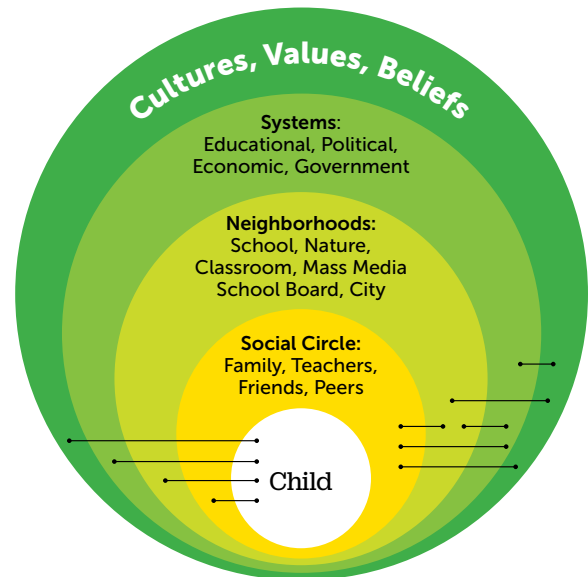 Cultures, Values, Beliefs
Systems:
Educational, Political,
Economic, Government
Neighborhoods:
School, Nature,
Classroom, Mass Media
School Board, City
Social Circle:
Family, Teachers,
Friends, Peers
Child